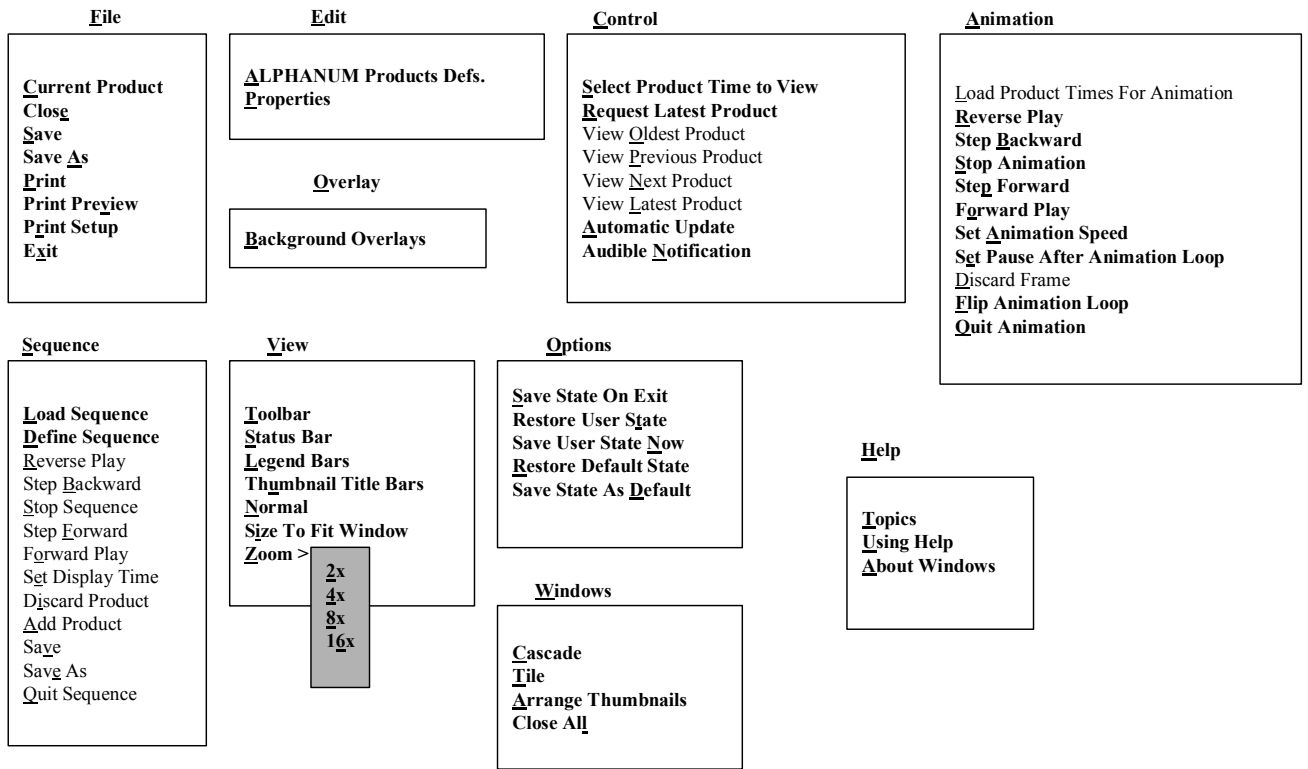 File
Current Product
Close
Save
Save As
Print
Print Preview
Print Setup
Exit
Edit
ALPHANUM Products Defs.
Properties
Overlay
Background Overlays
Control
Select Product Time to View
Request Latest Product
View Oldest Product
View Previous Product
View Next Product
View Latest Product
Automatic Update
Audible Notification
Animation
Load Product Times For Animation
Reverse Play
Step Backward
Stop Animation
Step Forward
Forward Play
Set Animation Speed
Set Pause After Animation Loop
Discard Frame
Flip Animation Loop
Quit Animation
Sequence
Load Sequence
Define Sequence
Reverse Play
Step Backward
Stop Sequence
Step Forward
Forward Play
Set Display Time
Discard Product
Add Product
Save
Save As
Quit Sequence
View
Toolbar
Status Bar
Legend Bars
Thumbnail Title Bars
Normal
Size To Fit Window
Zoom >
2x
4x
8x
16x
Options
Save State On Exit
Restore User State
Save User State Now
Restore Default State
Save State As Default
Windows
Cascade
Tile
Arrange Thumbnails
Close All
Help
Topics
Using Help
About Windows